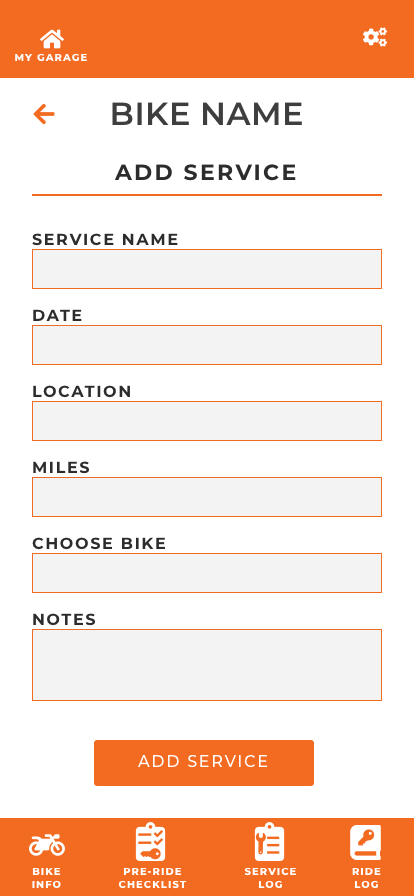 MY GARAGE
BIKE NAME
ADD SERVICE
SERVICE NAME
DATE
LOCATION
MILES
CHOOSE BIKE
NOTES
ADD SERVICE
BIKE
INFO
PRE-RIDE
CHECKLIST
SERVICE
LOG
RIDE
LOG